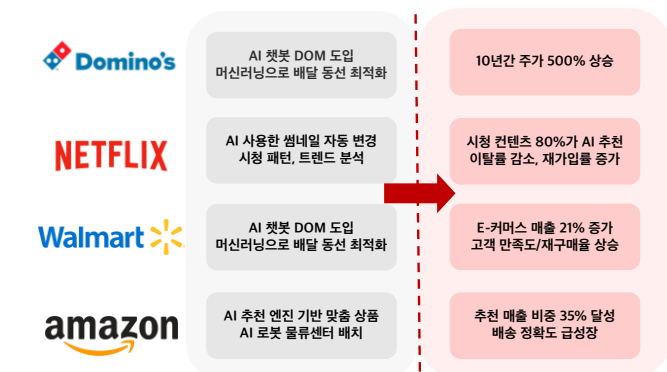 Domino's
AI 챗봇 DOM 도입
머신러닝으로 배달 동선 최적화
10년간 주가 500% 상승
NETFLIX
AI 사용한 썸네일 자동 변경
시청 패턴, 트렌드 분석
시청 컨텐츠 80%가 AI 추천
이탈률 감소, 재가입률 증가
Walmart
AI 챗봇 DOM 도입
머신러닝으로 배달 동선 최적화
E-커머스 매출 21% 증가
고객 만족도/재구매율 상승
amazon
AI 추천 엔진 기반 맞춤 상품
AI 로봇 물류센터 배치
추천 매출 비중 35% 달성
배송 정확도 급성장